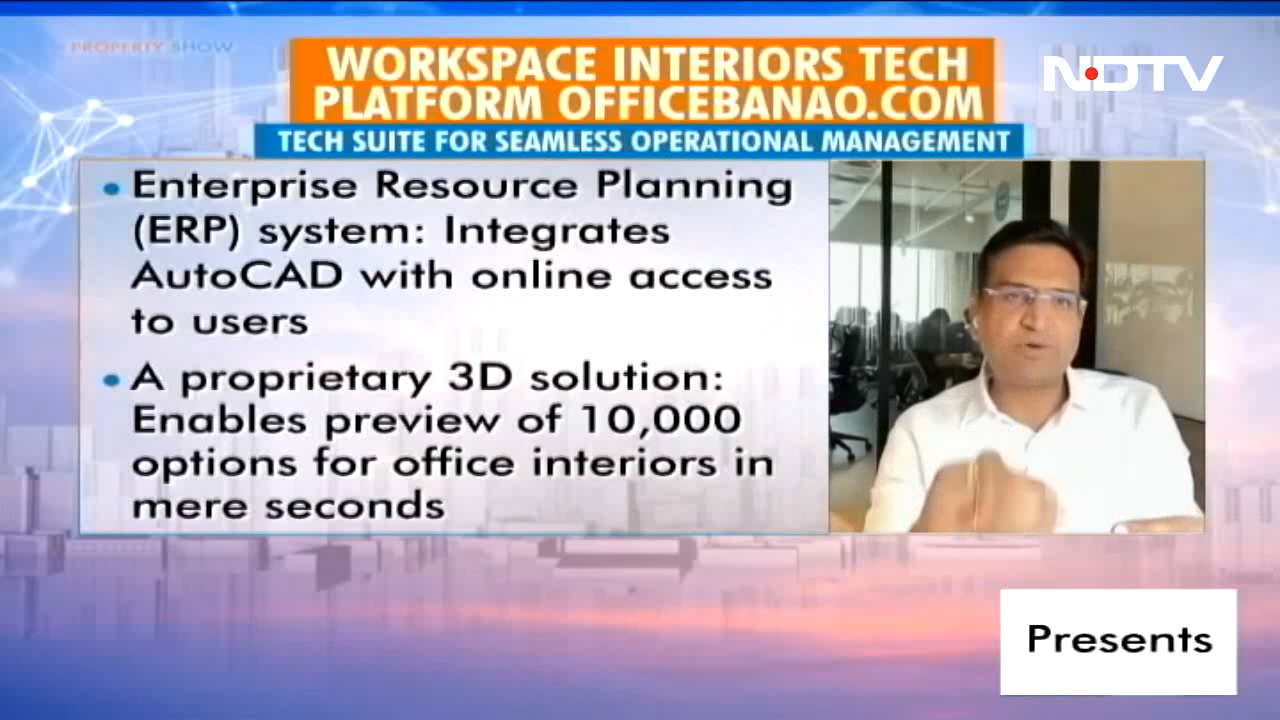 PROPERTY SHOW
WORKSPACE INTERIORS TECH
PLATFORM OFFICEBANAO.COM
NDTV
TECH SUITE FOR SEAMLESS OPERATIONAL MANAGEMENT
• Enterprise Resource Planning
(ERP) system: Integrates
AutoCAD with online access
to users
• A proprietary 3D solution:
Enables preview of 10,000
options for office interiors in
mere seconds
Presents